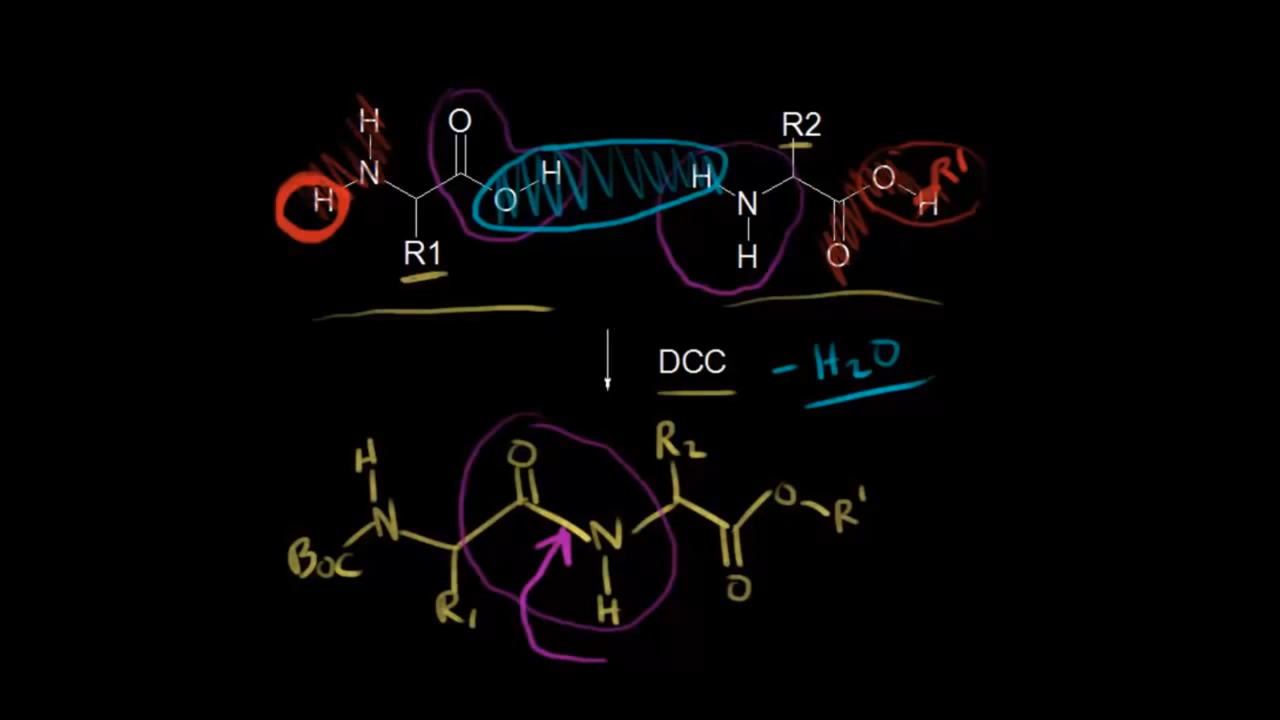 H O H H R2 O R'
H N O H N H
R1 H O
DCC - H2O
H O R2
Boc N N O R'
R1 H O